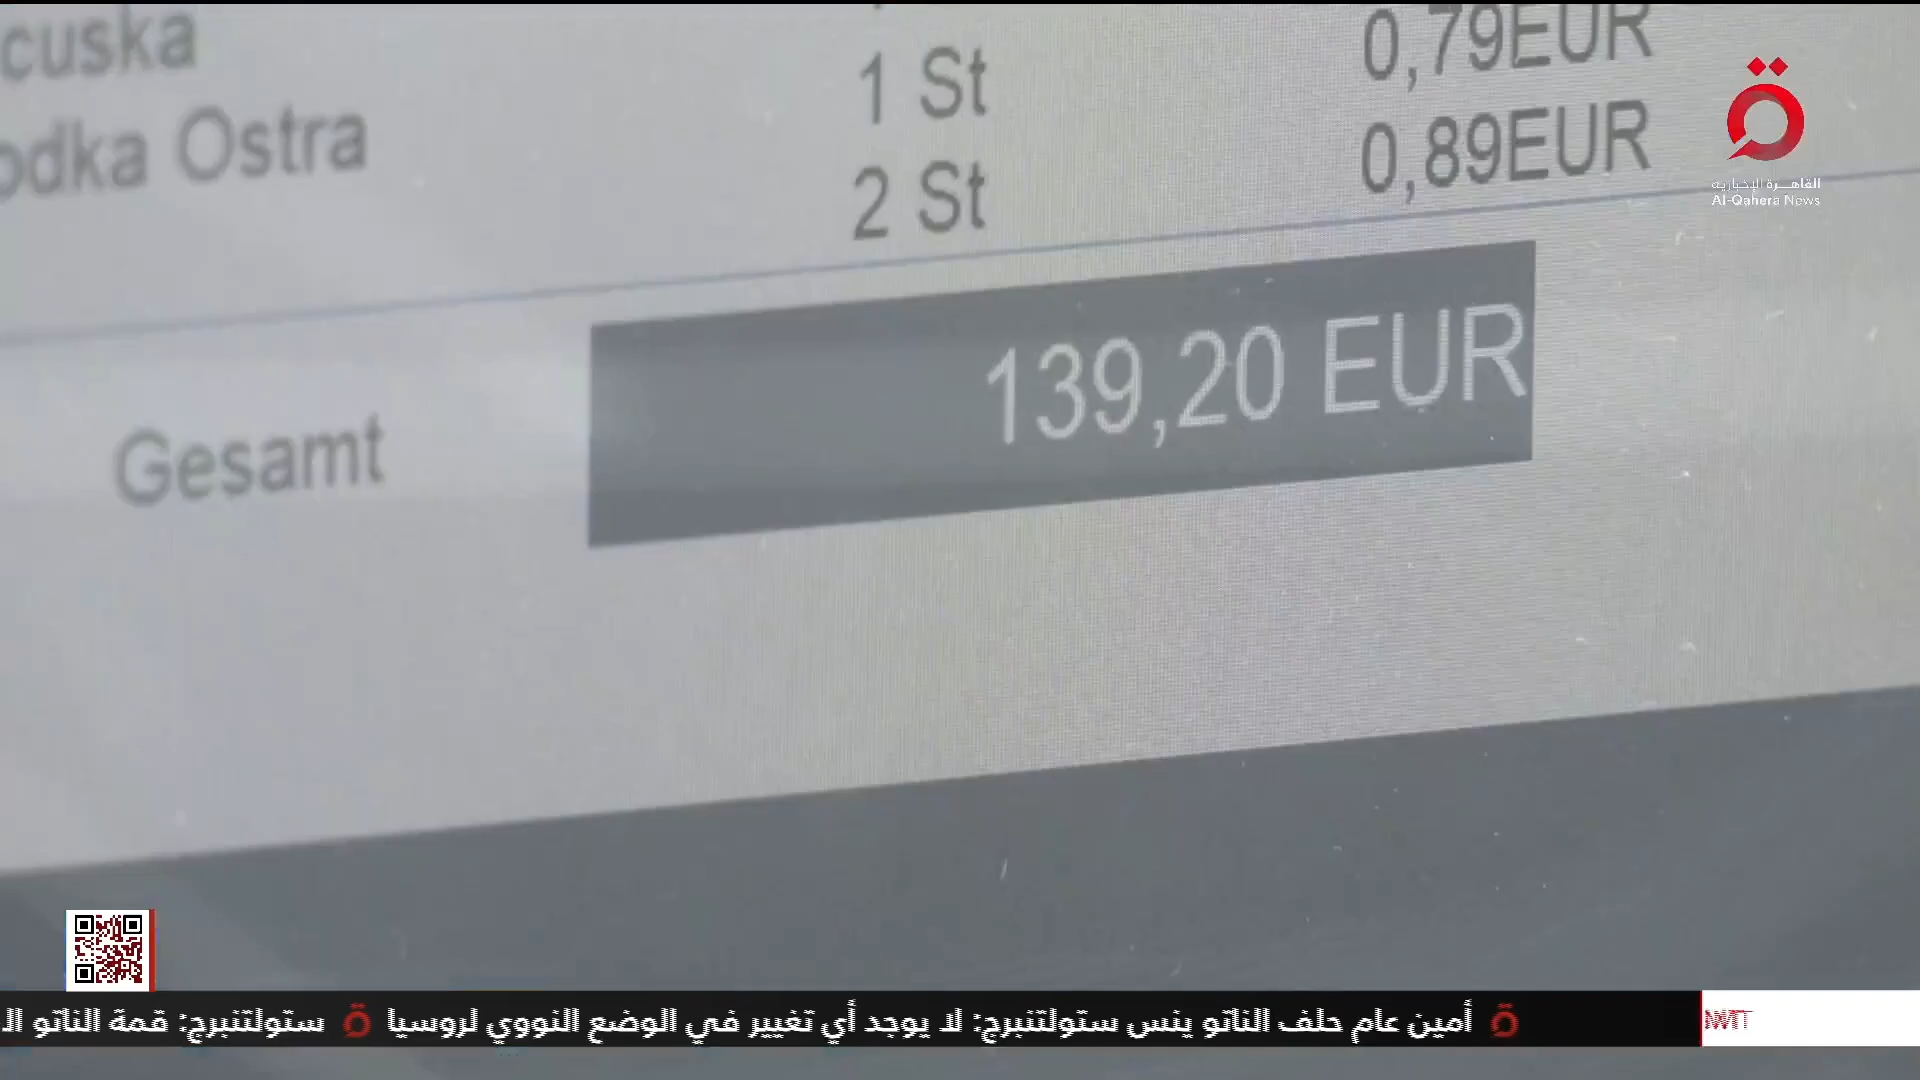 cuska
1 St
0,79EUR
odka Ostra
2 St
0,89EUR
القاهرة الإخبارية
Al-Qahera News
Gesamt
139,20 EUR
أمين عام حلف الناتو ينس ستولتنبرج: لا يوجد أي تغيير في الوضع النووي لروسيا
ستولتنبرج: قمة الناتو ال